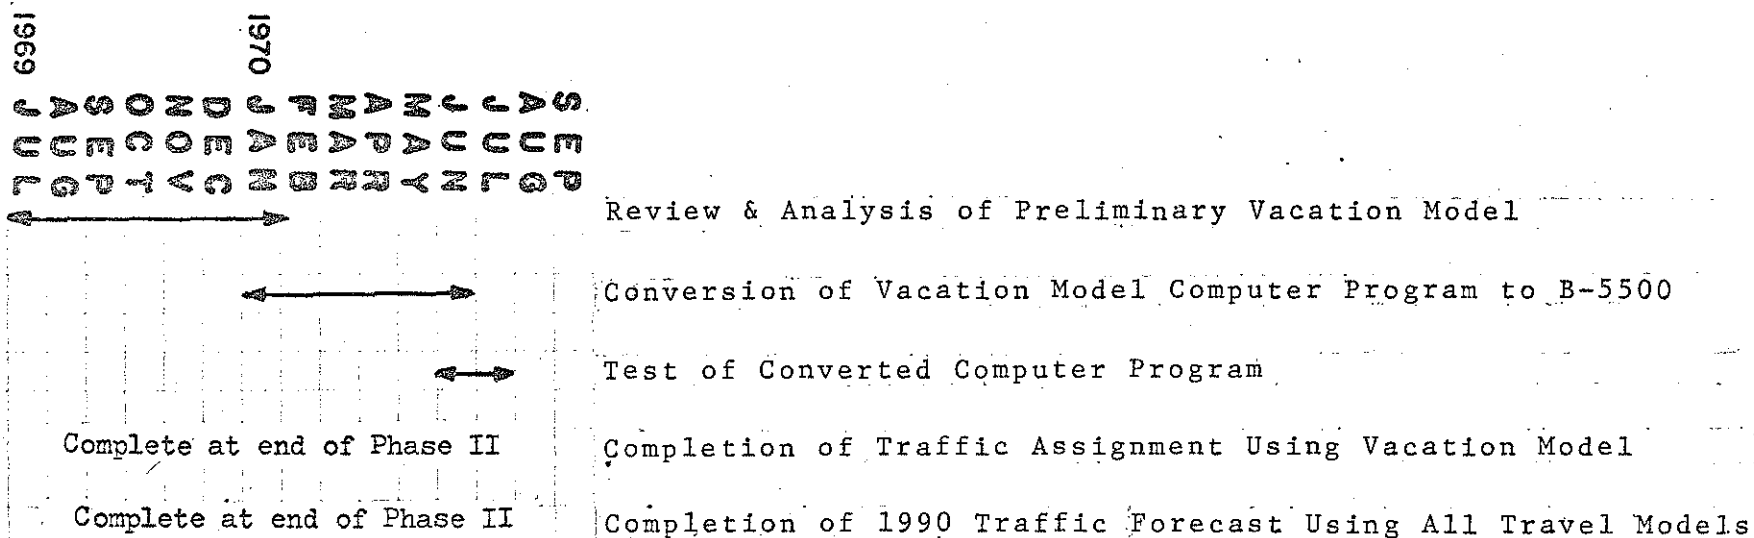 1969 1970
JUL AUG SEP OCT NOV DEC JAN FEB MAR APR MAY JUN JUL AUG SEP
Review & Analysis of Preliminary Vacation Model
Conversion of Vacation Model Computer Program to B-5500
Test of Converted Computer Program
Complete at end of Phase II Completion of Traffic Assignment Using Vacation Model
Complete at end of Phase II Completion of 1990 Traffic Forecast Using All Travel Models